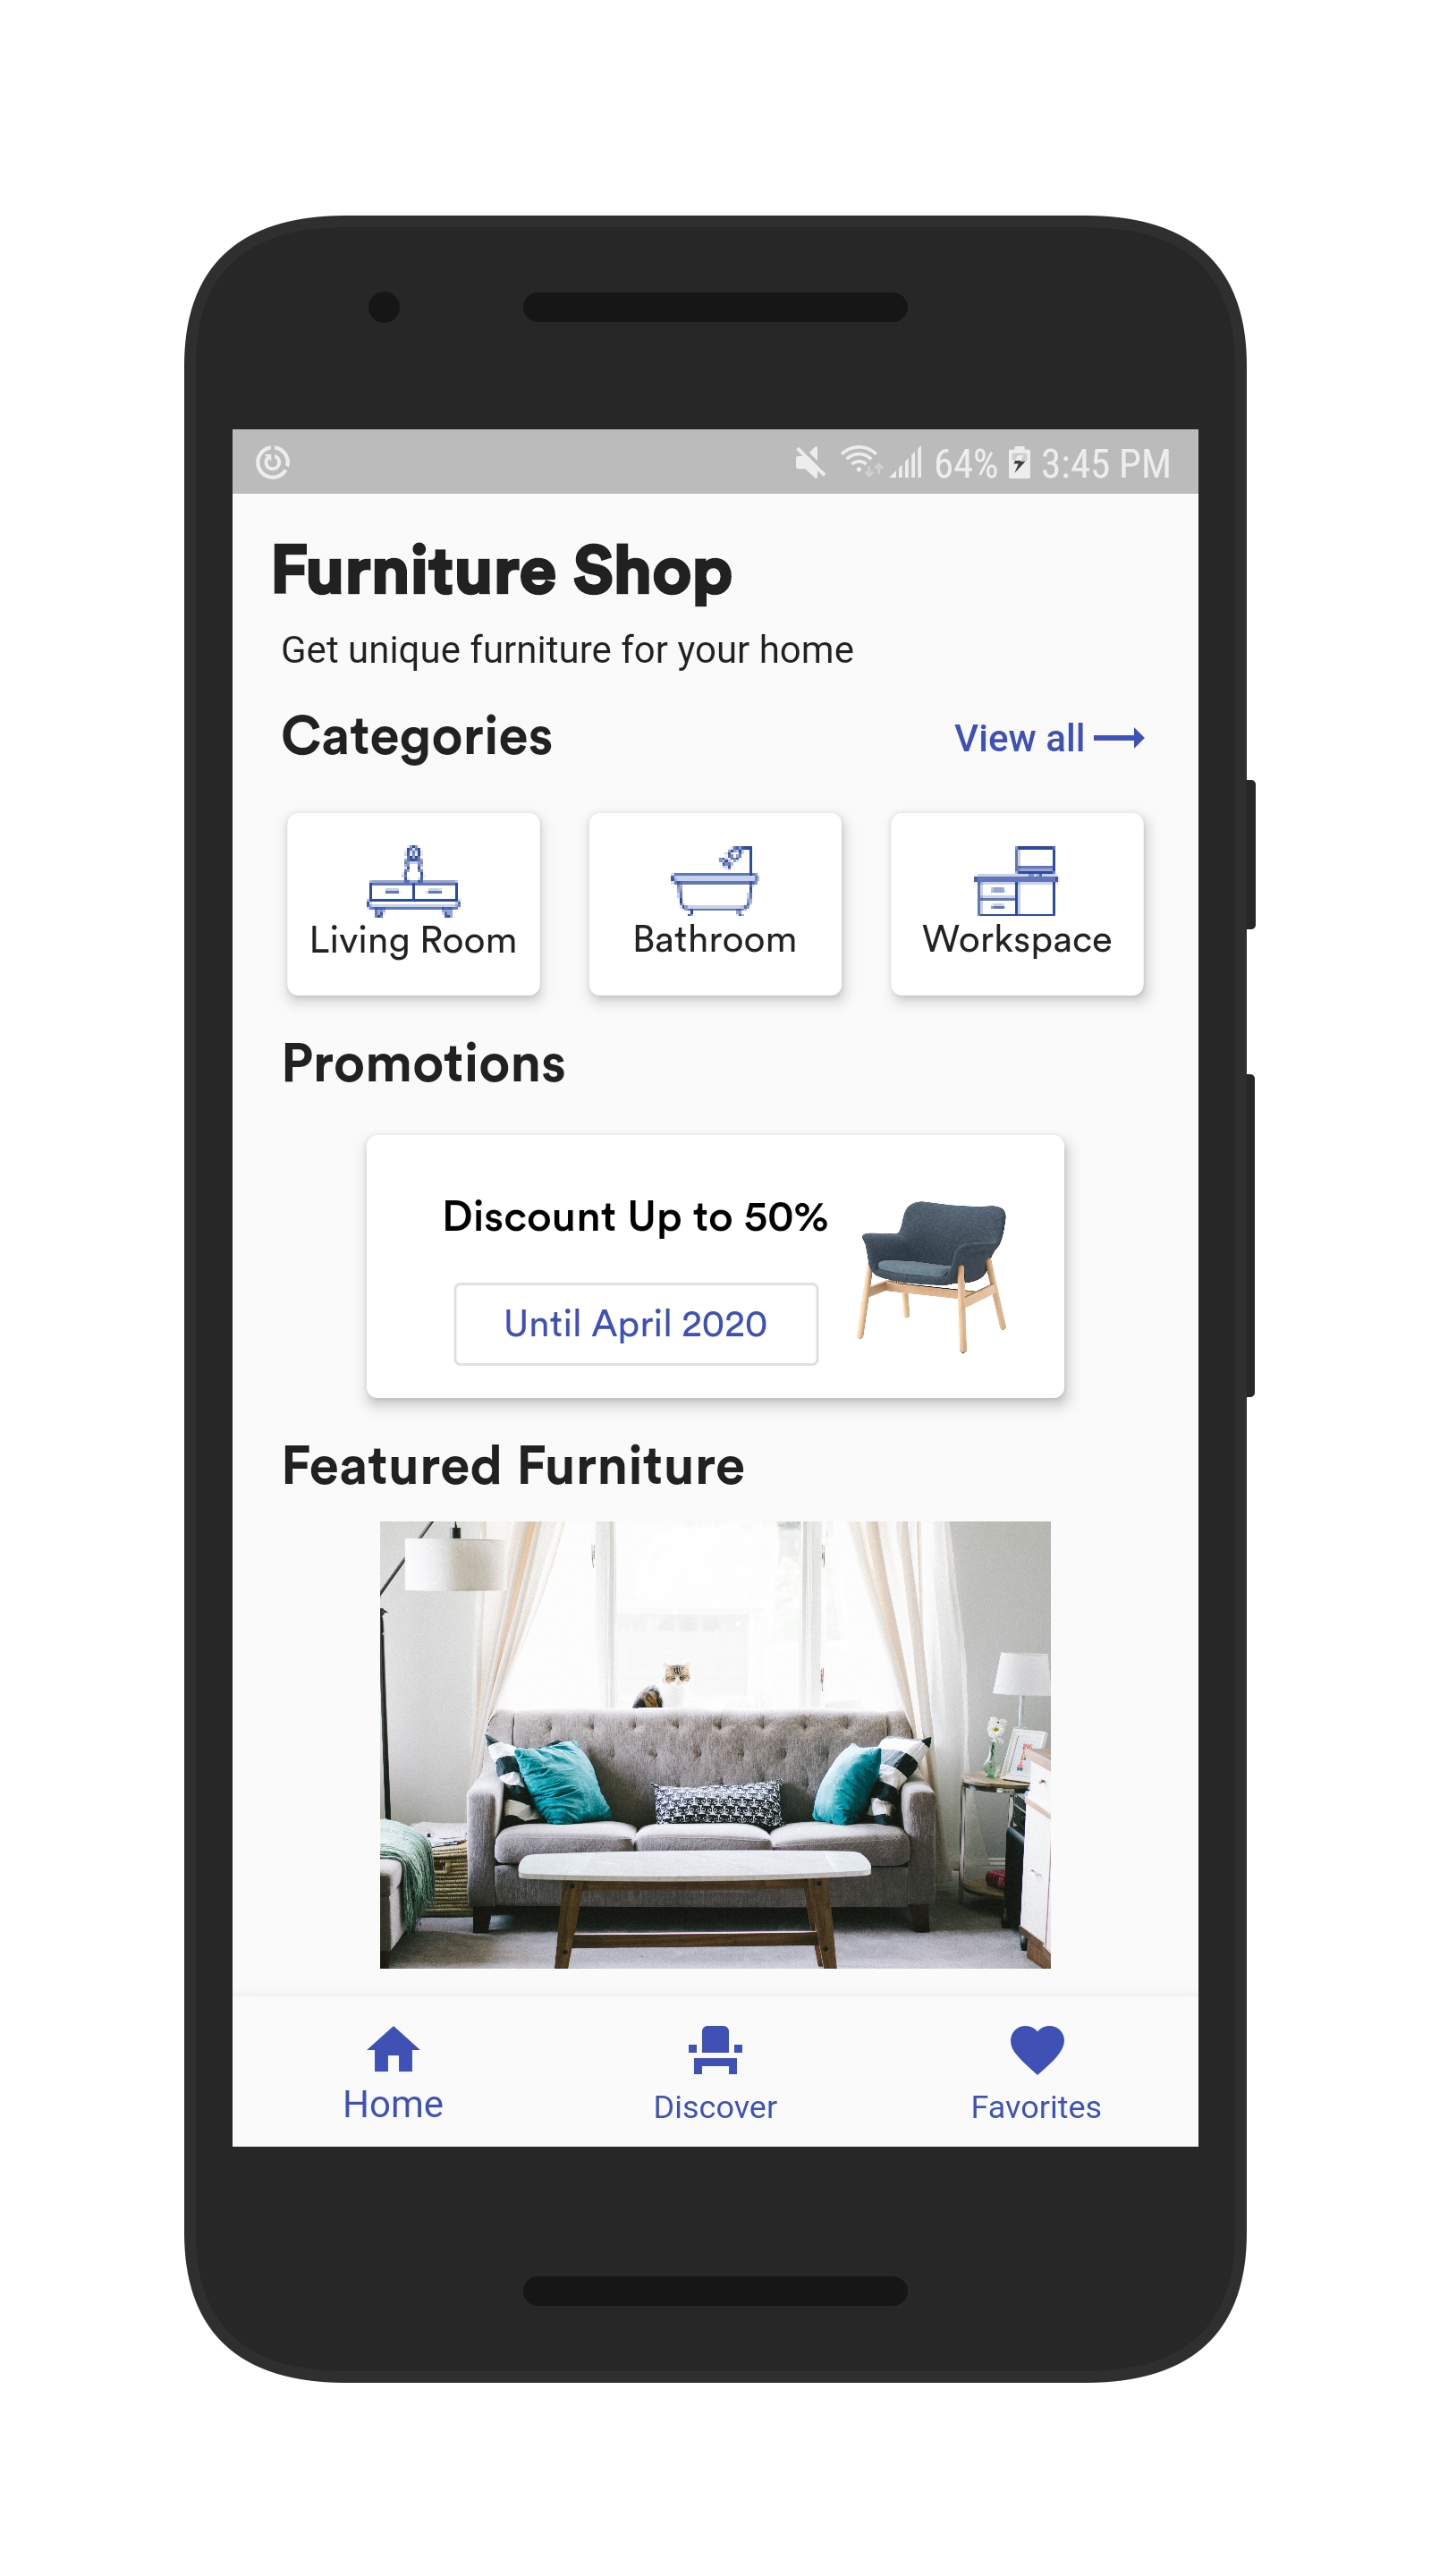 64% 3:45 PM
Furniture Shop
Get unique furniture for your home
Categories
View all
Living Room
Bathroom
Workspace
Promotions
Discount Up to 50%
Until April 2020
Featured Furniture
Home
Discover
Favorites